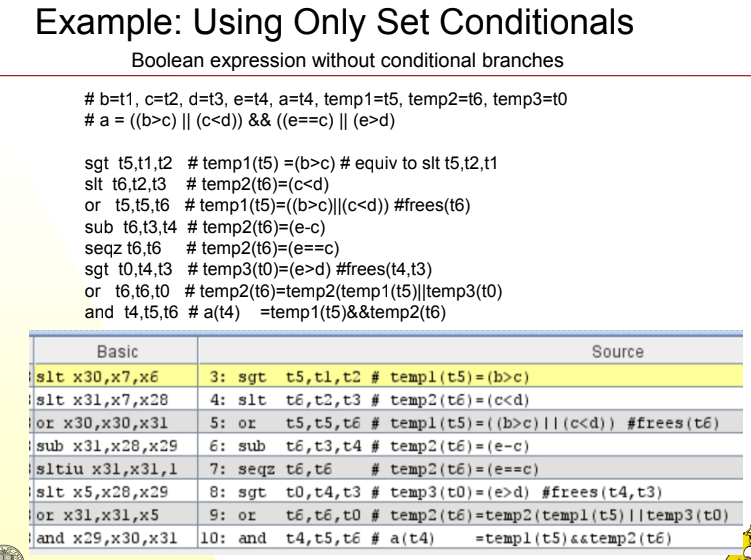 Example: Using Only Set Conditionals
Boolean expression without conditional branches
# b=t1, c=t2, d=t3, e=t4, a=t4, temp1=t5, temp2=t6, temp3=t0
# a = ((b>c) || (c<d)) && ((e==c) || (e>d)
sgt t5,t1,t2 # temp1(t5) =(b>c) # equiv to slt t5,t2,t1
slt t6,t2,t3 # temp2(t6)=(c<d)
or t5,t5,t6 # temp1(t5)=((b>c)||(c<d)) #frees(t6)
sub t6,t3,t4 # temp2(t6)=(e-c)
seqz t6,t6 # temp2(t6)=(e==c)
sgt t0,t4,t3 # temp3(t0)=(e>d) #frees(t4,t3)
or t6,t6,t0 # temp2(t6)=temp2(temp1(t5)||temp3(t0)
and t4,t5,t6 # a(t4) =temp1(t5)&&temp2(t6)
Basic Source
slt x30,x7,x6 3: sgt t5,t1,t2 # temp1(t5)=(b>c)
slt x31,x7,x28 4: slt t6,t2,t3 # temp2(t6)=(c<d)
or x30,x30,x31 5: or t5,t5,t6 # temp1(t5)=((b>c)||(c<d)) #frees(t6)
sub x31,x28,x29 6: sub t6,t3,t4 # temp2(t6)=(e-c)
sltiu x31,x31,1 7: seqz t6,t6 # temp2(t6)=(e==c)
slt x5,x28,x29 8: sgt t0,t4,t3 # temp3(t0)=(e>d) #frees(t4,t3)
or x31,x31,x5 9: or t6,t6,t0 # temp2(t6)=temp2(temp1(t5)||temp3(t0)
and x29,x30,x31 10: and t4,t5,t6 # a(t4) =temp1(t5)&&temp2(t6)